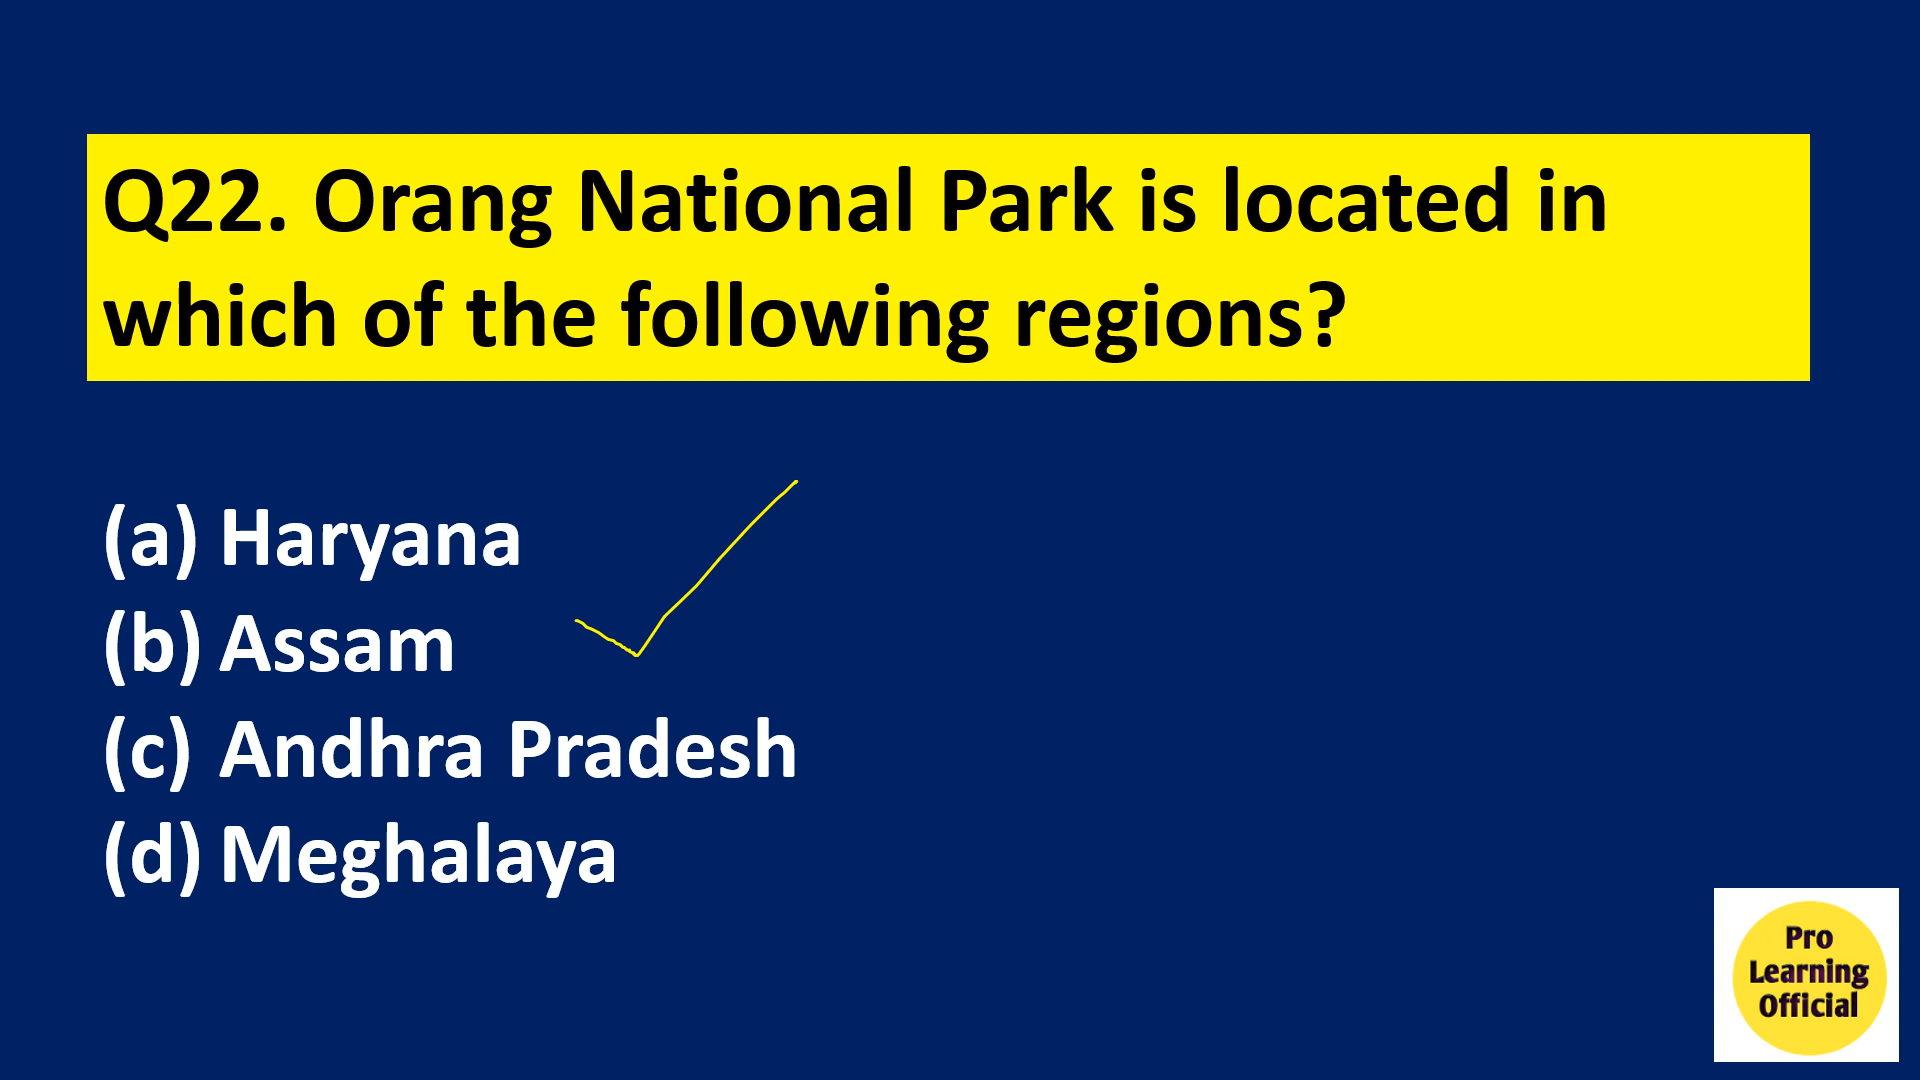 Q22. Orang National Park is located in
which of the following regions?
(a) Haryana
(b) Assam
(c) Andhra Pradesh
(d) Meghalaya
Pro
Learning
Official